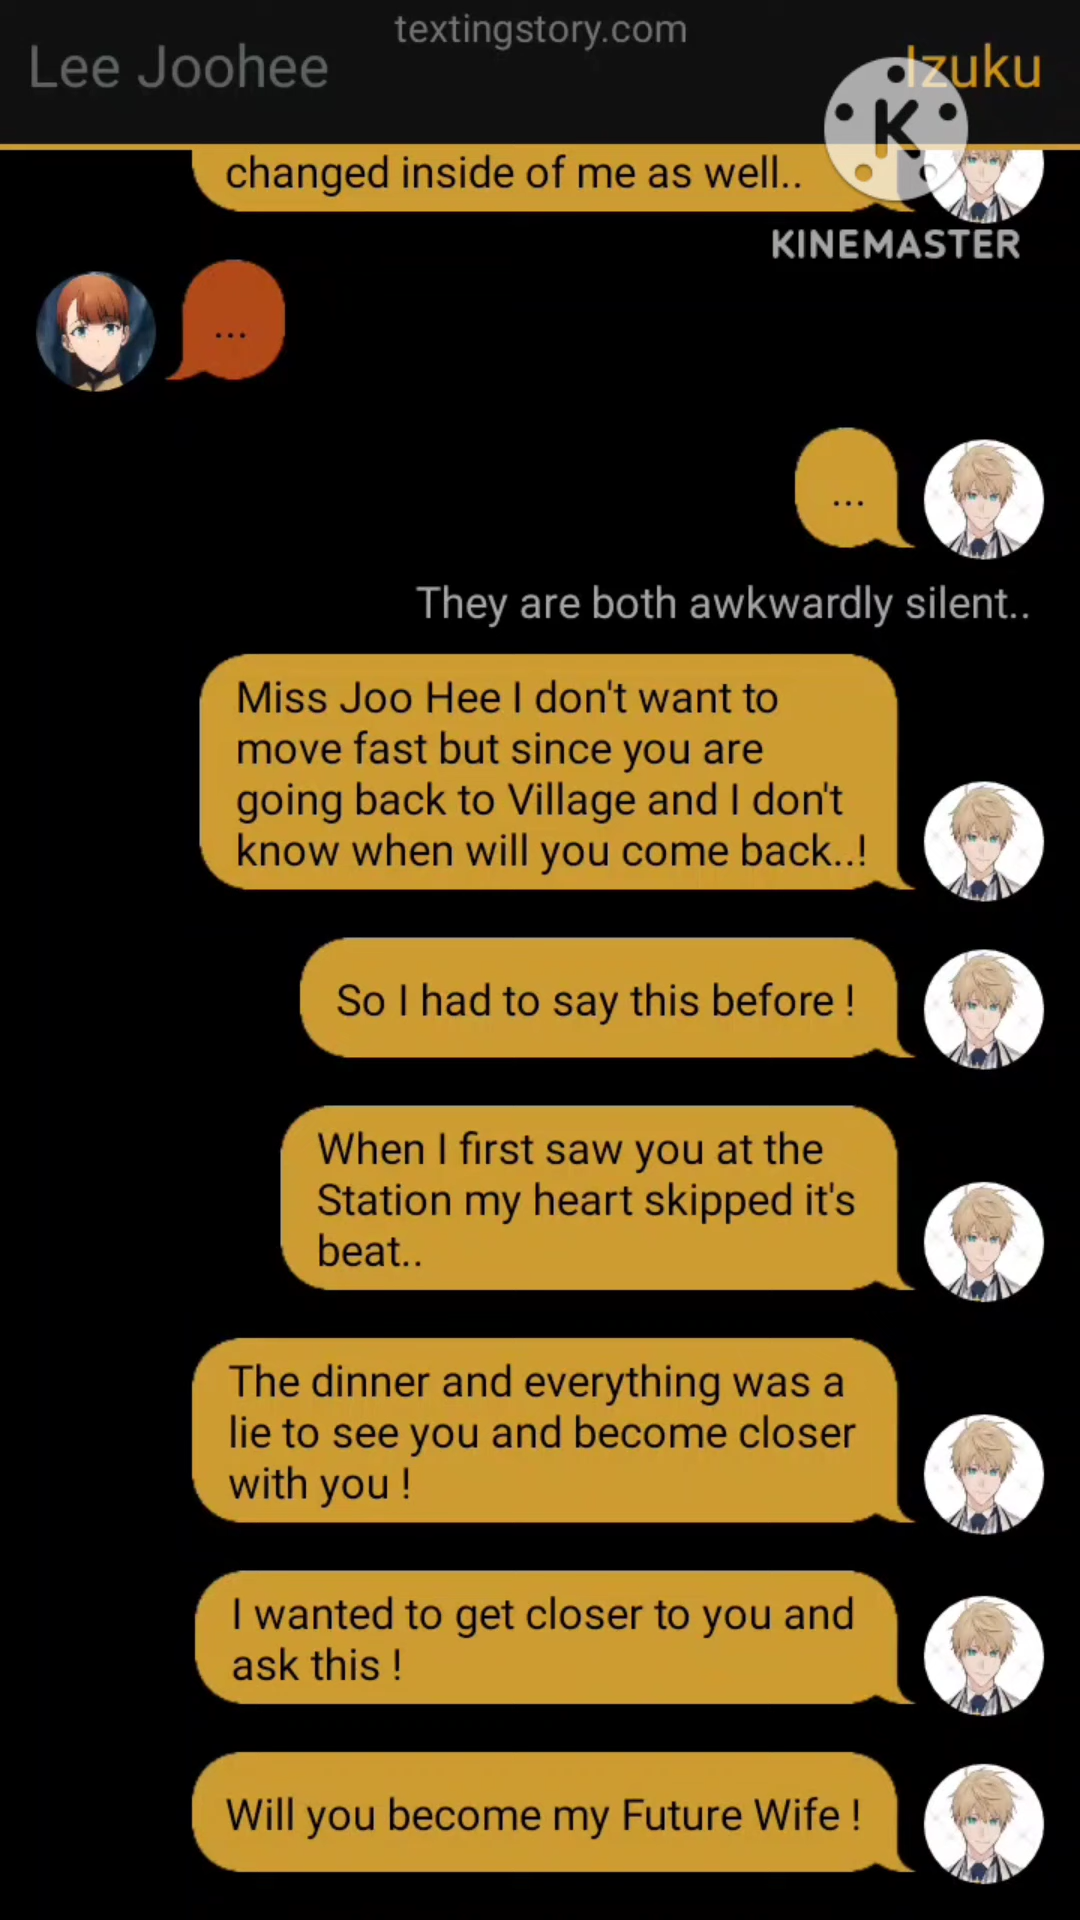 textingstory.com
Lee Joohee
Izuku
changed inside of me as well..
KINEMASTER
...
...
They are both awkwardly silent..
Miss Joo Hee I don't want to
move fast but since you are
going back to Village and I don't
know when will you come back..!
So I had to say this before !
When I first saw you at the
Station my heart skipped it's
beat..
The dinner and everything was a
lie to see you and become closer
with you !
I wanted to get closer to you and
ask this !
Will you become my Future Wife !